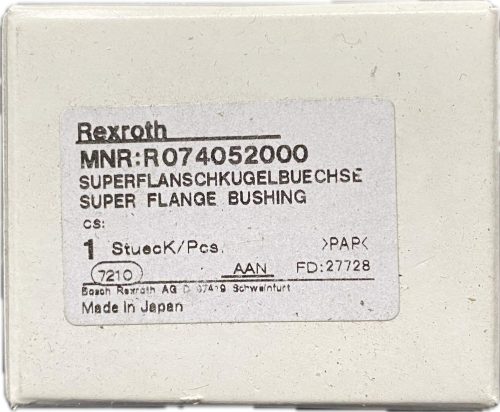 Rexroth
MNR:R074052000
SUPERFLANSCHKUGELBUECHSE
SUPER FLANGE BUSHING
CS:
1 StuecK/Pcs. >PAP<
7210 AAN FD:27728
Bosch Rexroth AG D 97419 Schweinfurt
Made in Japan